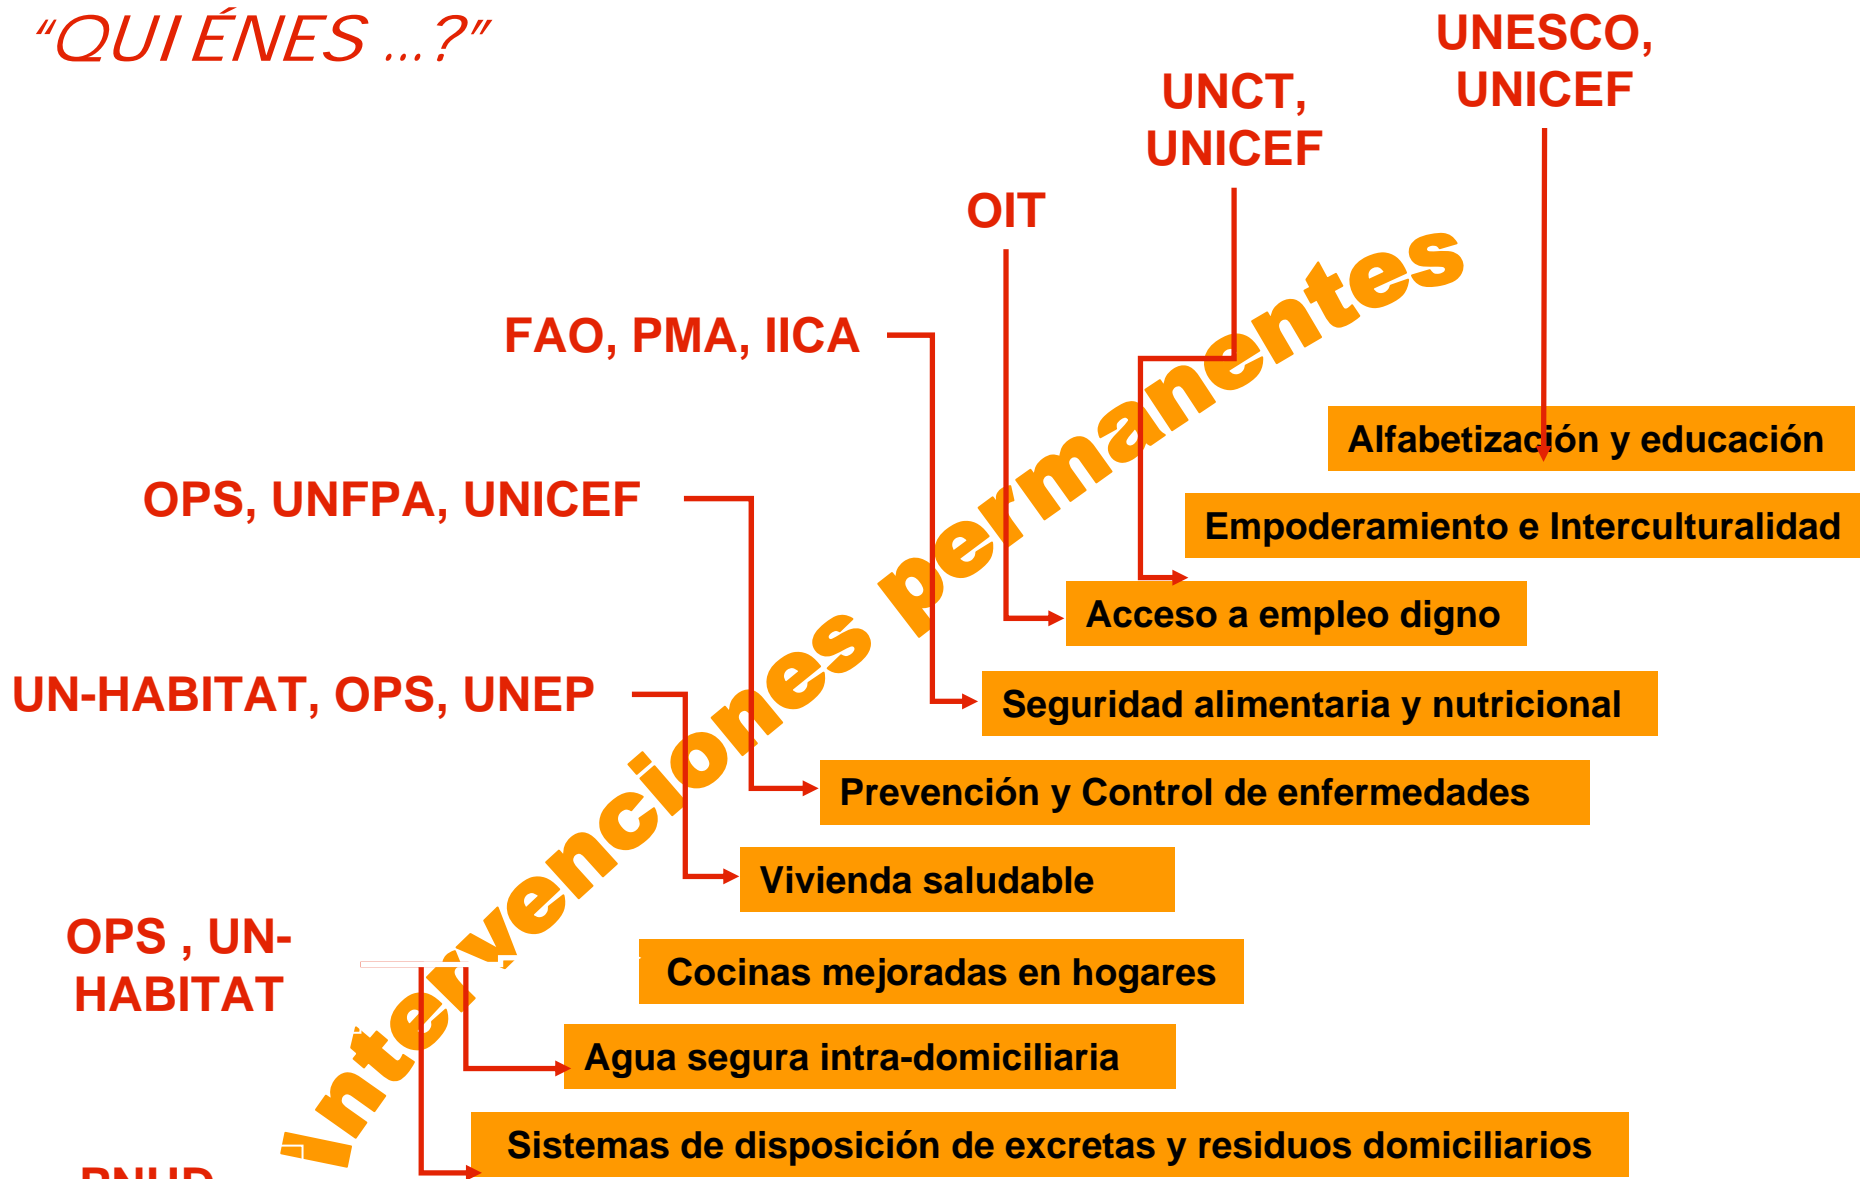 “QUIÉNES ...?”
UNESCO,
UNICEF
UNCT,
UNICEF
OIT
FAO, PMA, IICA
OPS, UNFPA, UNICEF
UN-HABITAT, OPS, UNEP
OPS , UN-
HABITAT
PNUD
Intervenciones permanentes
Alfabetización y educación
Empoderamiento e Interculturalidad
Acceso a empleo digno
Seguridad alimentaria y nutricional
Prevención y Control de enfermedades
Vivienda saludable
Cocinas mejoradas en hogares
Agua segura intra-domiciliaria
Sistemas de disposición de excretas y residuos domiciliarios